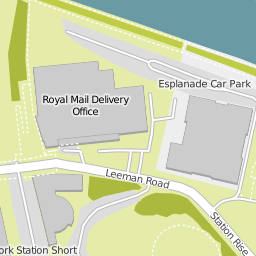 Esplanade Car Park
Royal Mail Delivery
Office
Leeman Road
Station Rise
ork Station Short